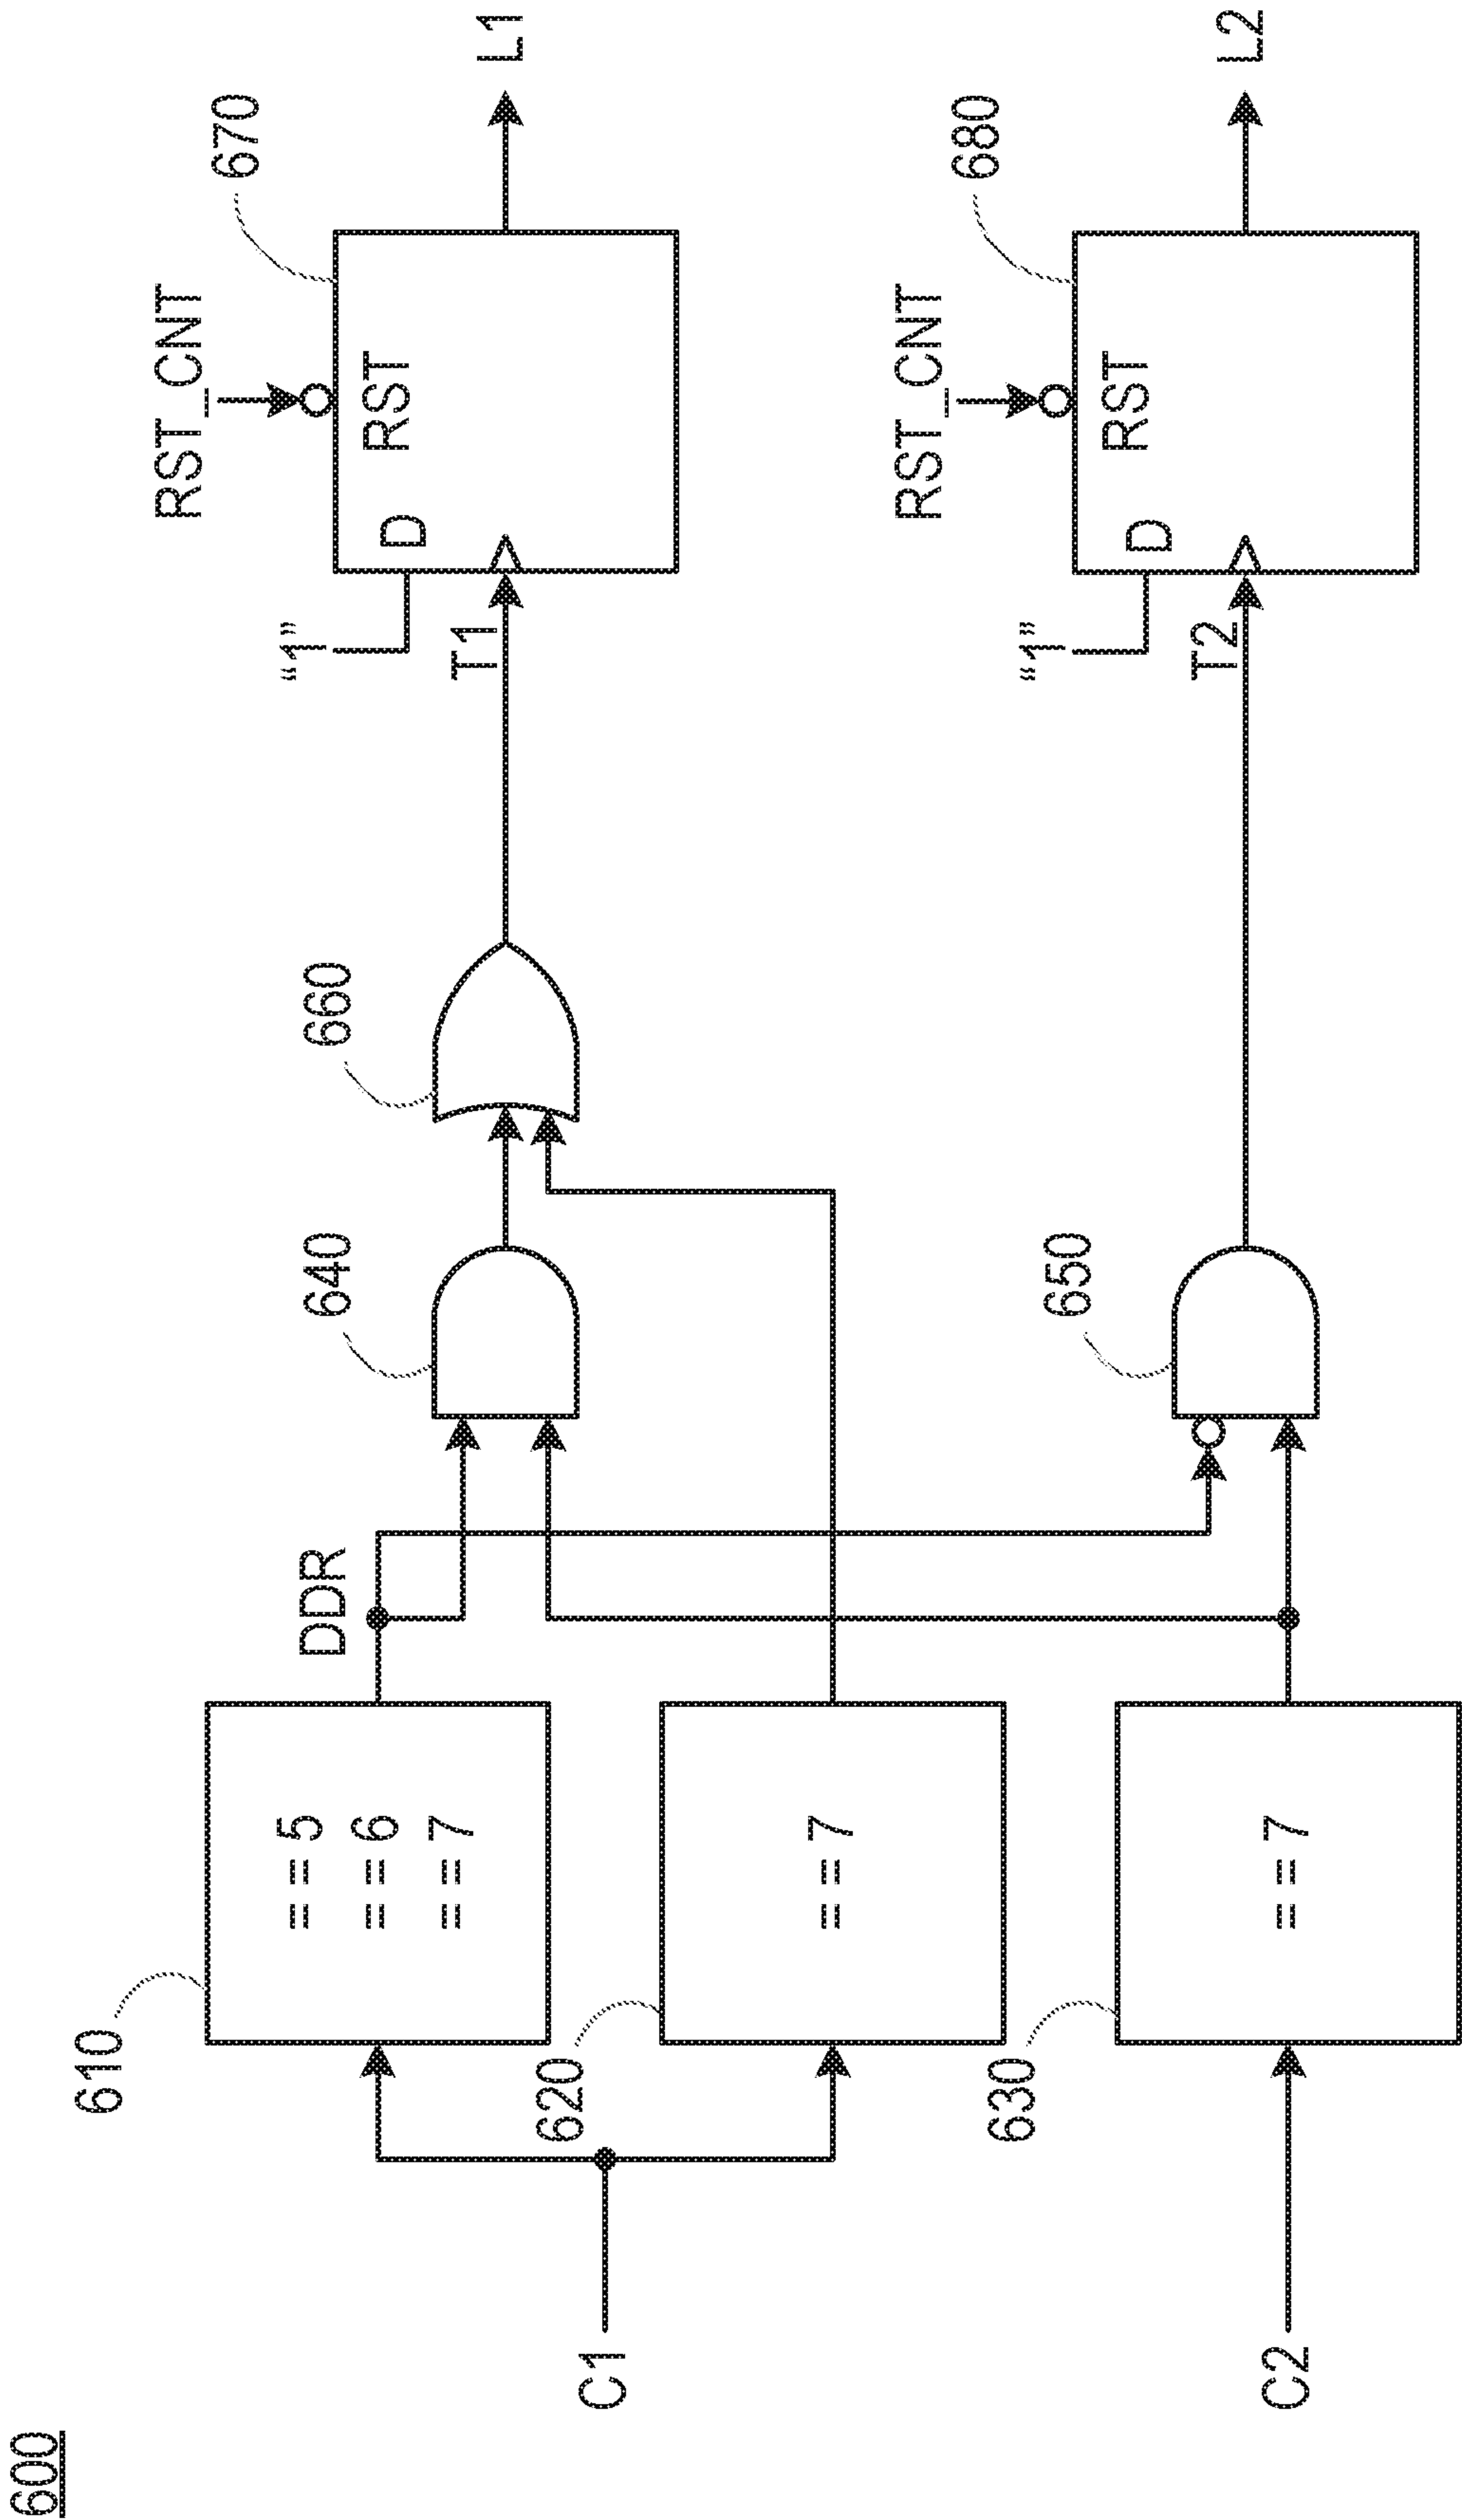 600
RST_CNT
670
"1"
D
RST
T1
L1
610
= = 5
= = 6
= = 7
DDR
640
660
C1
620
= = 7
RST_CNT
680
"1"
D
RST
T2
L2
630
= = 7
650
C2